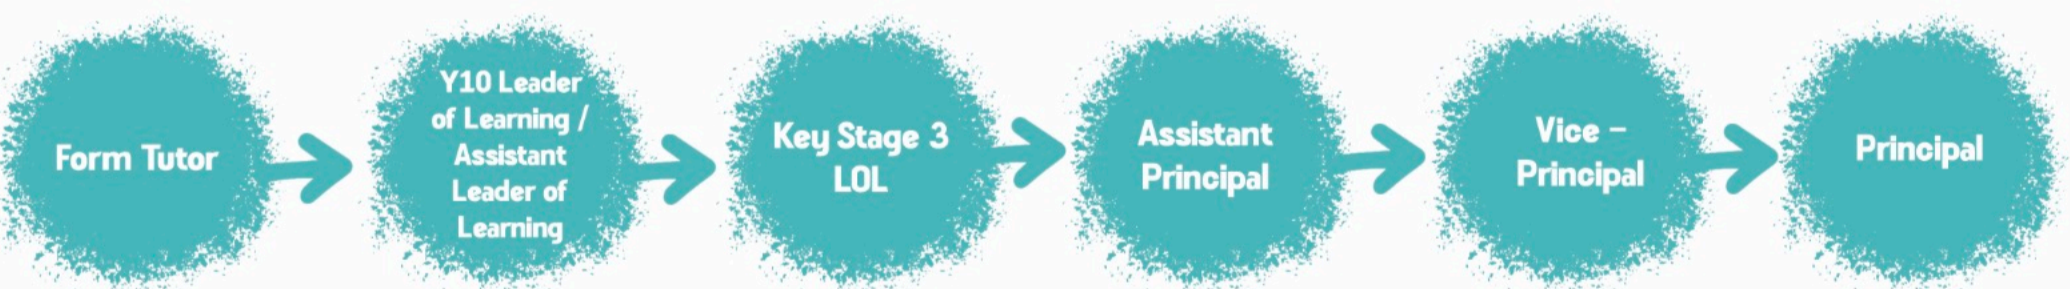 Form Tutor
Y10 Leader
of Learning /
Assistant
Leader of
Learning
Key Stage 3
LOL
Assistant
Principal
Vice –
Principal
Principal